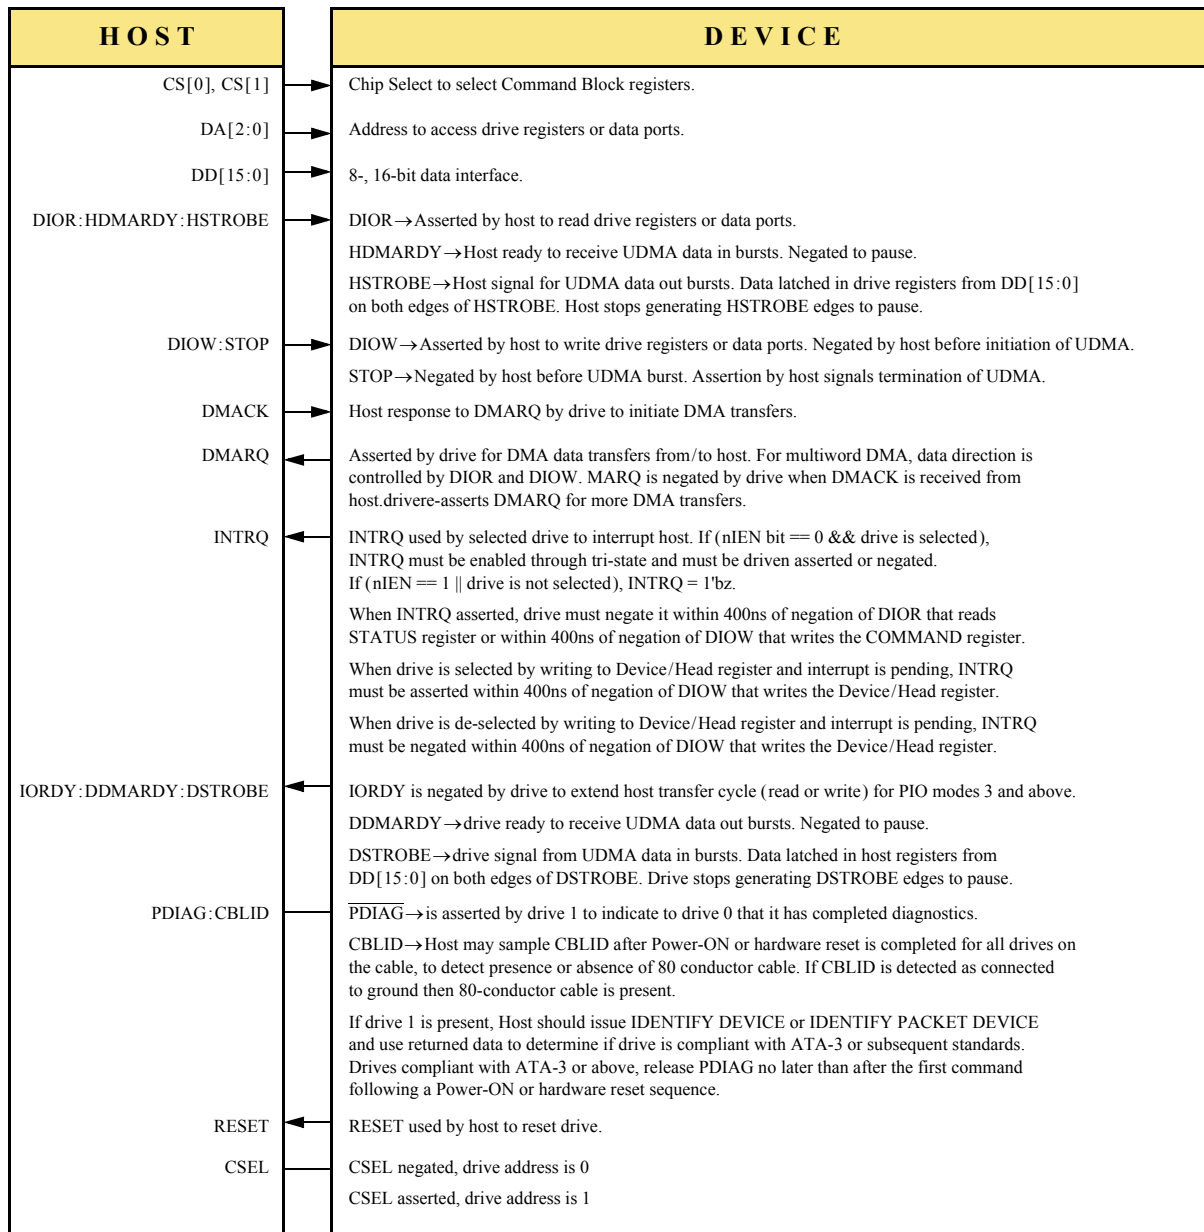 HOST
DEVICE
CS[0], CS[1]
Chip Select to select Command Block registers.
DA[2:0]
Address to access drive registers or data ports.
DD[15:0]
8-, 16-bit data interface.
DIOR:HDMARDY:HSTROBE
DIOR→Asserted by host to read drive registers or data ports.
HDMARDY→Host ready to receive UDMA data in bursts. Negated to pause.
HSTROBE→Host signal for UDMA data out bursts. Data latched in drive registers from DD[15:0]
on both edges of HSTROBE. Host stops generating HSTROBE edges to pause.
DIOW:STOP
DIOW→Asserted by host to write drive registers or data ports. Negated by host before initiation of UDMA.
STOP→Negated by host before UDMA burst. Assertion by host signals termination of UDMA.
DMACK
Host response to DMARQ by drive to initiate DMA transfers.
DMARQ
Asserted by drive for DMA data transfers from/to host. For multiword DMA, data direction is
controlled by DIOR and DIOW. MARQ is negated by drive when DMACK is received from
host.drivere-asserts DMARQ for more DMA transfers.
INTRQ
INTRQ used by selected drive to interrupt host. If (nIEN bit == 0 && drive is selected),
INTRQ must be enabled through tri-state and must be driven asserted or negated.
If (nIEN == 1 || drive is not selected), INTRQ = 1'bz.
When INTRQ asserted, drive must negate it within 400ns of negation of DIOR that reads
STATUS register or within 400ns of negation of DIOW that writes the COMMAND register.
When drive is selected by writing to Device/Head register and interrupt is pending, INTRQ
must be asserted within 400ns of negation of DIOW that writes the Device/Head register.
When drive is de-selected by writing to Device/Head register and interrupt is pending, INTRQ
must be negated within 400ns of negation of DIOW that writes the Device/Head register.
IORDY:DDMARDY:DSTROBE
IORDY is negated by drive to extend host transfer cycle (read or write) for PIO modes 3 and above.
DDMARDY→drive ready to receive UDMA data out bursts. Negated to pause.
DSTROBE→drive signal from UDMA data in bursts. Data latched in host registers from
DD[15:0] on both edges of DSTROBE. Drive stops generating DSTROBE edges to pause.
PDIAG:CBLID
P̅D̅I̅A̅G̅→is asserted by drive 1 to indicate to drive 0 that it has completed diagnostics.
CBLID→Host may sample CBLID after Power-ON or hardware reset is completed for all drives on
the cable, to detect presence or absence of 80 conductor cable. If CBLID is detected as connected
to ground then 80-conductor cable is present.
If drive 1 is present, Host should issue IDENTIFY DEVICE or IDENTIFY PACKET DEVICE
and use returned data to determine if drive is compliant with ATA-3 or subsequent standards.
Drives compliant with ATA-3 or above, release PDIAG no later than after the first command
following a Power-ON or hardware reset sequence.
RESET
RESET used by host to reset drive.
CSEL
CSEL negated, drive address is 0
CSEL asserted, drive address is 1